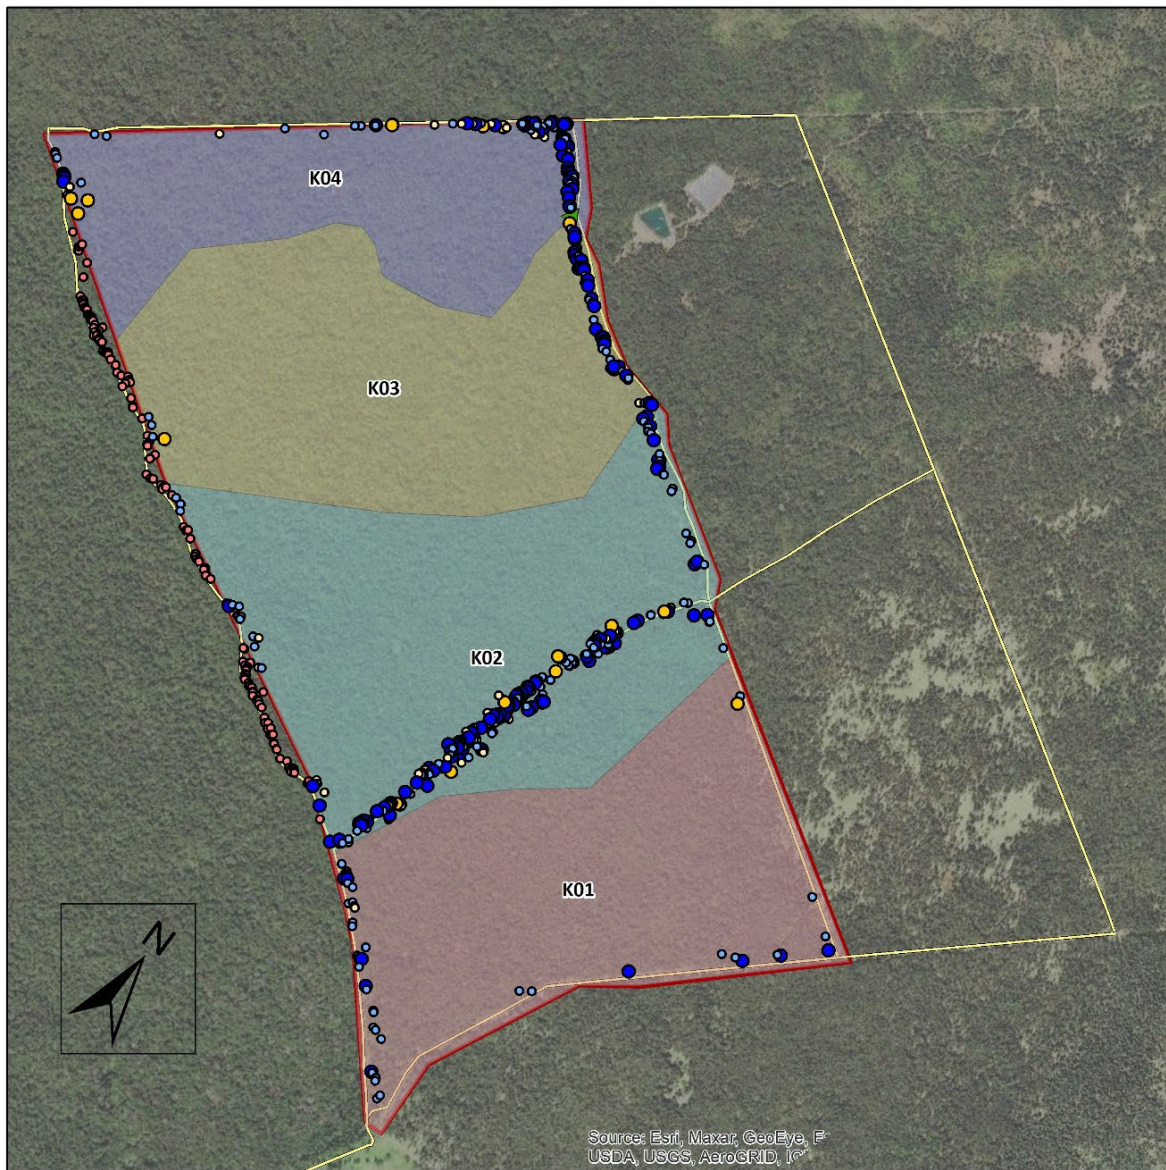 K04
K03
K02
K01
N
Source: Esri, Maxar, GeoEye,
USDA, USGS, AeroGRID,